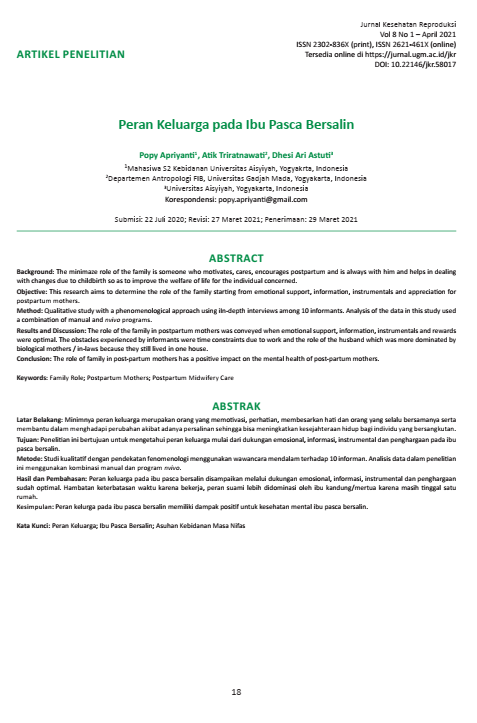 Jurnal Kesehatan Reproduksi
Vol 8 No 1 – April 2021
ISSN 2302-836X (print), ISSN 2621-461X (online)
ARTIKEL PENELITIAN
Tersedia online di https://jurnal.ugm.ac.id/jkr
DOI: 10.22146/jkr.58017
Peran Keluarga pada Ibu Pasca Bersalin
Popy Apriyanti¹, Atik Triratnawati², Dhesi Ari Astuti³
¹Mahasiwa S2 Kebidanan Universitas Aisyiyah, Yogyakrta, Indonesia
²Departemen Antropologi FIB, Universitas Gadjah Mada, Yogyakarta, Indonesia
³Universitas Aisyiyah, Yogyakarta, Indonesia
Korespondensi: popy.apriyanti@gmail.com
Submisi: 22 Juli 2020; Revisi: 27 Maret 2021; Penerimaan: 29 Maret 2021
ABSTRACT
Background: The minimaze role of the family is someone who motivates, cares, encourages postpartum and is always with him and helps in dealing
with changes due to childbirth so as to improve the welfare of life for the individual concerned.
Objective: This research aims to determine the role of the family starting from emotional support, information, instrumentals and appreciation for
postpartum mothers.
Method: Qualitative study with a phenomenological approach using iIn-depth interviews among 10 informants. Analysis of the data in this study used
a combination of manual and nvivo programs.
Results and Discussion: The role of the family in postpartum mothers was conveyed when emotional support, information, instrumentals and rewards
were optimal. The obstacles experienced by informants were time constraints due to work and the role of the husband which was more dominated by
biological mothers / in-laws because they still lived in one house.
Conclusion: The role of family in post-partum mothers has a positive impact on the mental health of post-partum mothers.
Keywords: Family Role; Postpartum Mothers; Postpartum Midwifery Care
ABSTRAK
Latar Belakang: Minimnya peran keluarga merupakan orang yang memotivasi, perhatian, membesarkan hati dan orang yang selalu bersamanya serta
membantu dalam menghadapi perubahan akibat adanya persalinan sehingga bisa meningkatkan kesejahteraan hidup bagi individu yang bersangkutan.
Tujuan: Penelitian ini bertujuan untuk mengetahui peran keluarga mulai dari dukungan emosional, informasi, instrumental dan penghargaan pada ibu
pasca bersalin.
Metode: Studi kualitatif dengan pendekatan fenomenologi menggunakan wawancara mendalam terhadap 10 informan. Analisis data dalam penelitian
ini menggunakan kombinasi manual dan program nvivo.
Hasil dan Pembahasan: Peran keluarga pada ibu pasca bersalin disampaikan melalui dukungan emosional, informasi, instrumental dan penghargaan
sudah optimal. Hambatan keterbatasan waktu karena bekerja, peran suami lebih didominasi oleh ibu kandung/mertua karena masih tinggal satu
rumah.
Kesimpulan: Peran kelurga pada ibu pasca bersalin memiliki dampak positif untuk kesehatan mental ibu pasca bersalin.
Kata Kunci: Peran Keluarga; Ibu Pasca Bersalin; Asuhan Kebidanan Masa Nifas
18